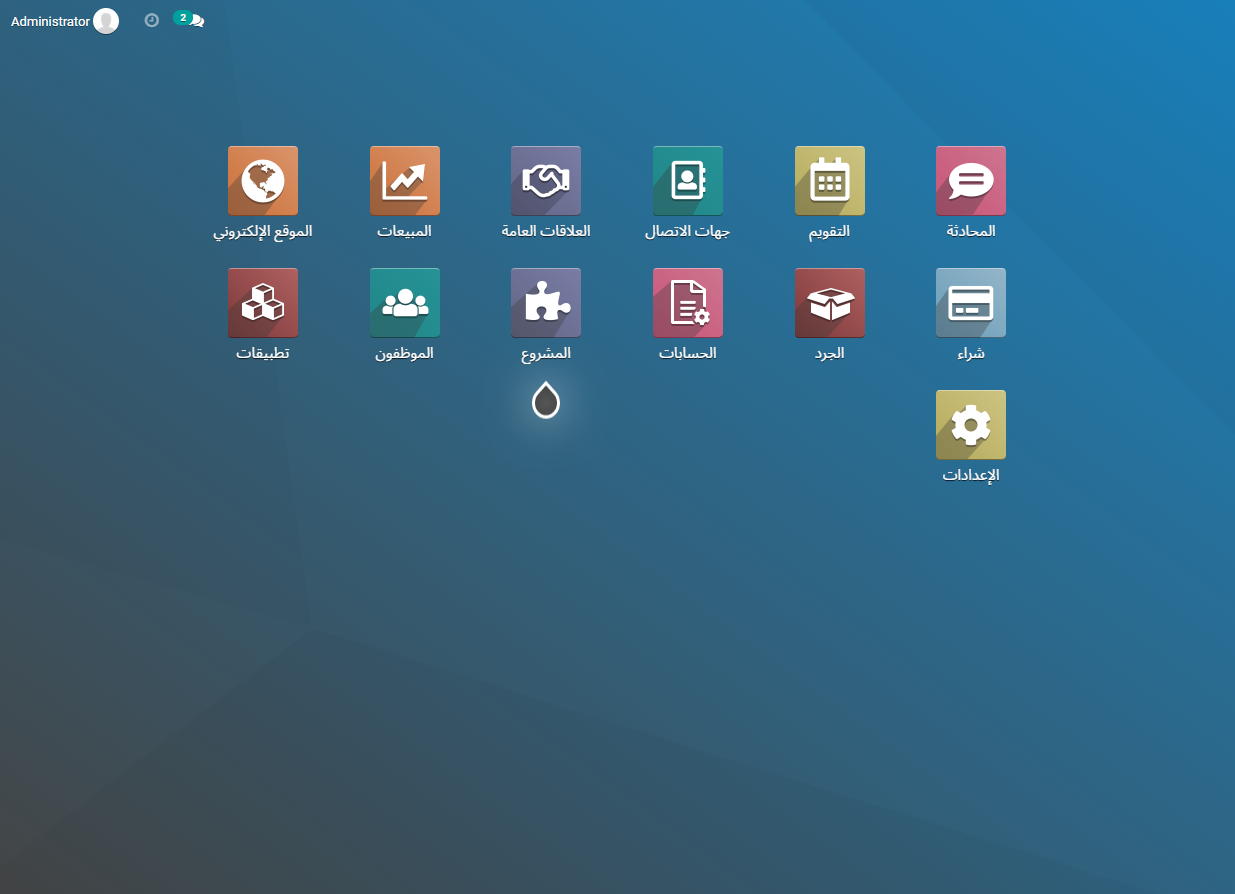 Administrator
2
المحادثة
التقويم
جهات الاتصال
العلاقات العامة
المبيعات
الموقع الإلكتروني
شراء
الجرد
الحسابات
المشروع
الموظفون
تطبيقات
الإعدادات